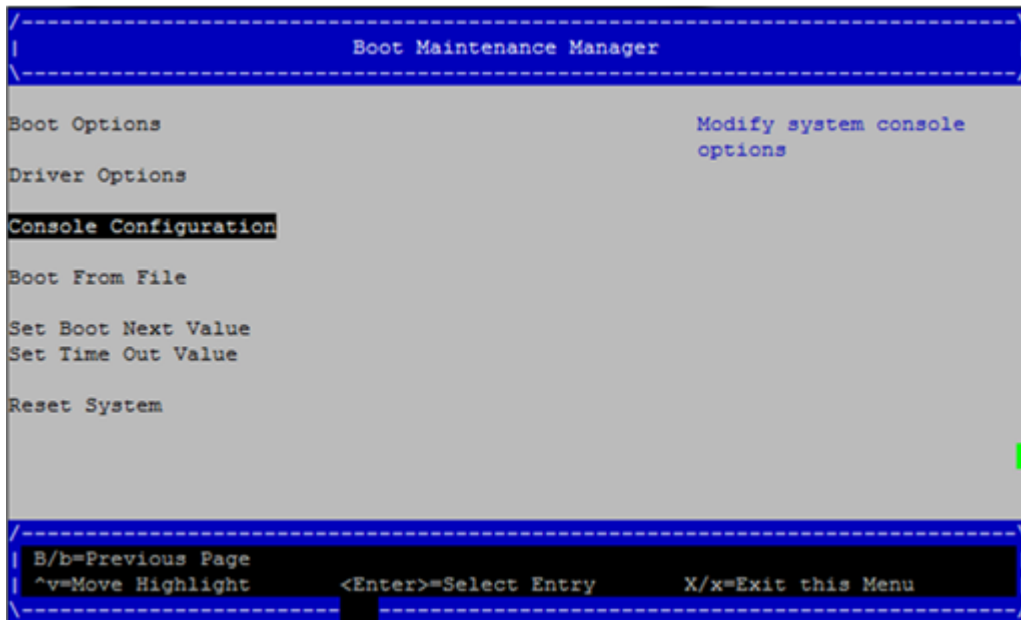 /------------------------------------------------------------------------------\
| Boot Maintenance Manager
\------------------------------------------------------------------------------/
Boot Options
Modify system console
options
Driver Options
Console Configuration
Boot From File
Set Boot Next Value
Set Time Out Value
Reset System
/------------------------------------------------------------------------------\
| B/b=Previous Page
| ^v=Move Highlight <Enter>=Select Entry X/x=Exit this Menu
\------------------------------------------------------------------------------/